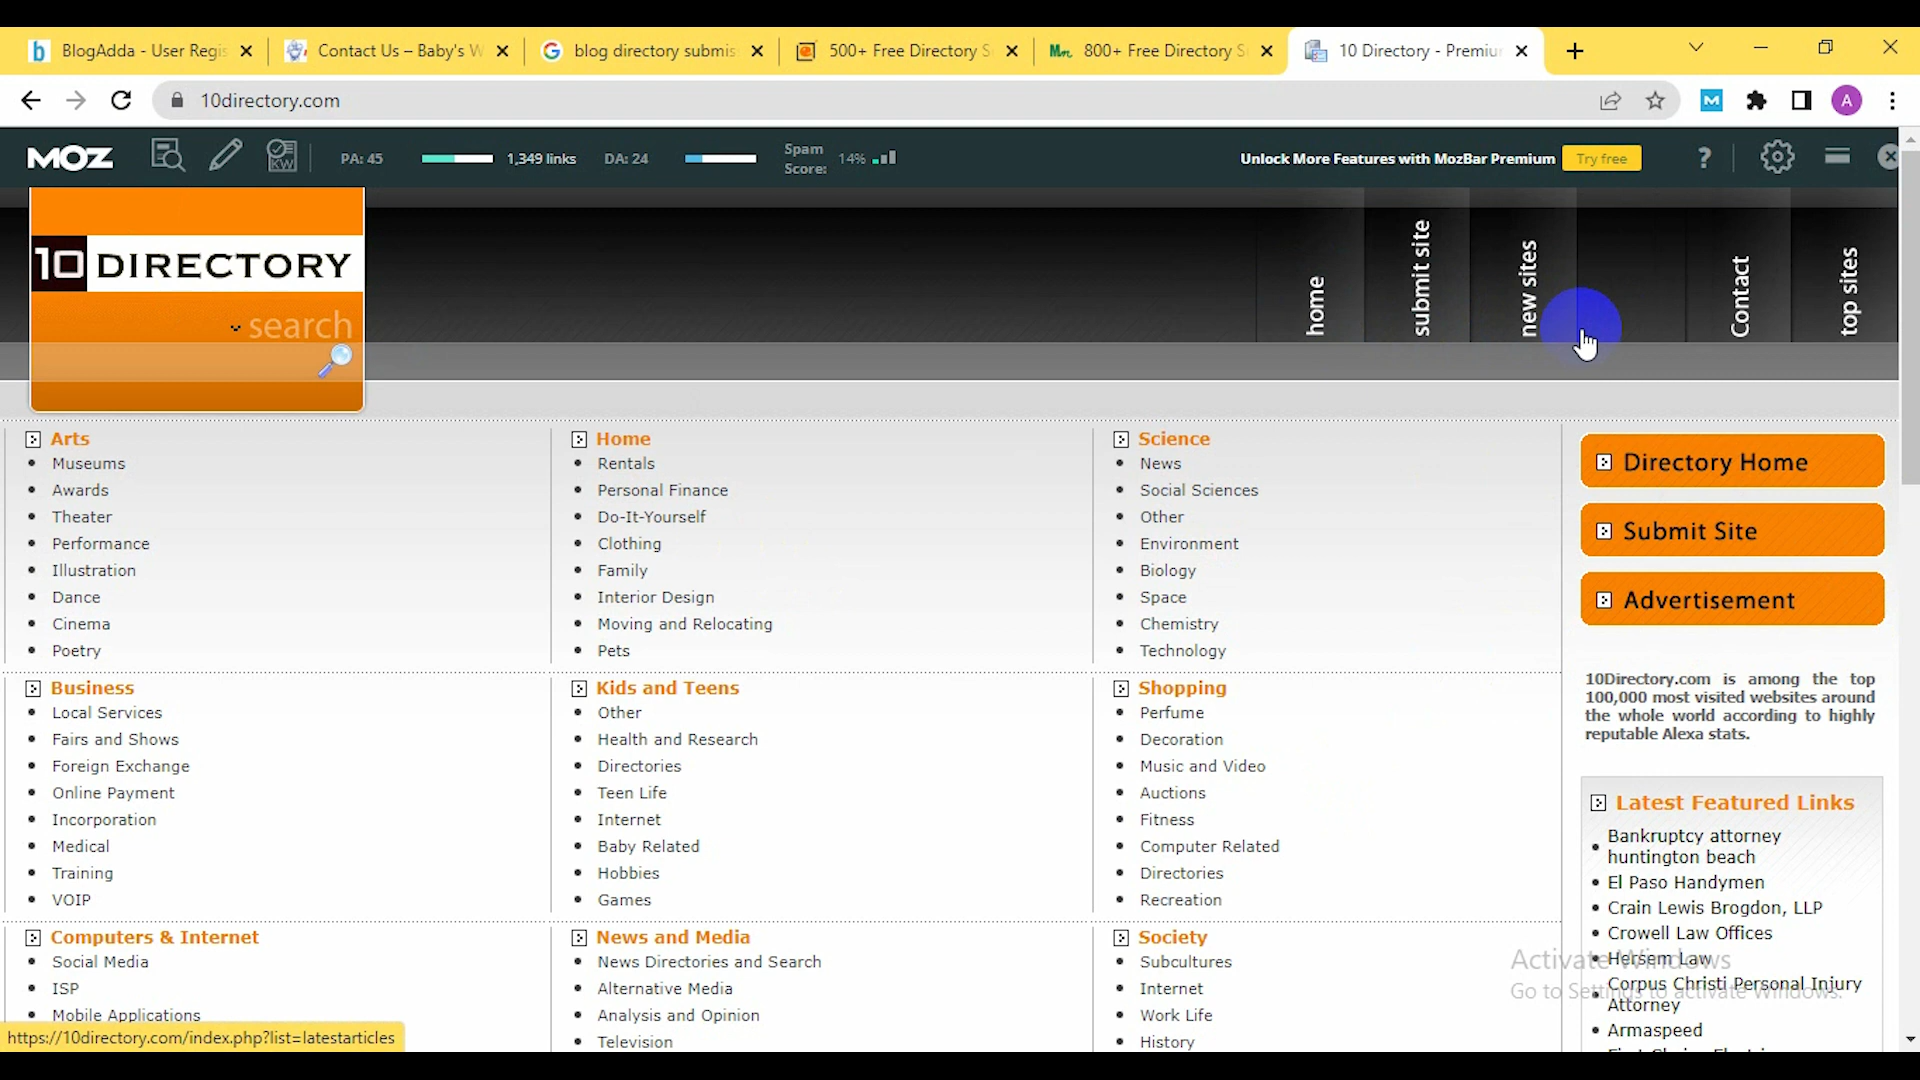 BlogAdda - User Regis
Contact Us – Baby's W
blog directory submis
500+ Free Directory S
800+ Free Directory S
10 Directory - Premiu
10directory.com
A
MOZ
KW
PA: 45
1,349 links
DA: 24
Spam Score:
14%
Unlock More Features with MozBar Premium
Try free
?
10 DIRECTORY
search
home
submit site
new sites
Contact
top sites
Arts
Museums
Awards
Theater
Performance
Illustration
Dance
Cinema
Poetry
Home
Rentals
Personal Finance
Do-It-Yourself
Clothing
Family
Interior Design
Moving and Relocating
Pets
Science
News
Social Sciences
Other
Environment
Biology
Space
Chemistry
Technology
Business
Local Services
Fairs and Shows
Foreign Exchange
Online Payment
Incorporation
Medical
Training
VOIP
Kids and Teens
Other
Health and Research
Directories
Teen Life
Internet
Baby Related
Hobbies
Games
Shopping
Perfume
Decoration
Music and Video
Auctions
Fitness
Computer Related
Directories
Recreation
Computers & Internet
Social Media
ISP
Mobile Applications
News and Media
News Directories and Search
Alternative Media
Analysis and Opinion
Television
Society
Subcultures
Internet
Work Life
History
Directory Home
Submit Site
Advertisement
10Directory.com is among the top
100,000 most visited websites around
the whole world according to highly
reputable Alexa stats.
Latest Featured Links
Bankruptcy attorney
huntington beach
El Paso Handymen
Crain Lewis Brogdon, LLP
Crowell Law Offices
Hersem Law
Corpus Christi Personal Injury
Attorney
Armaspeed
Activate Windows
Go to Settings to activate Windows.
https://10directory.com/index.php?list=latestarticles